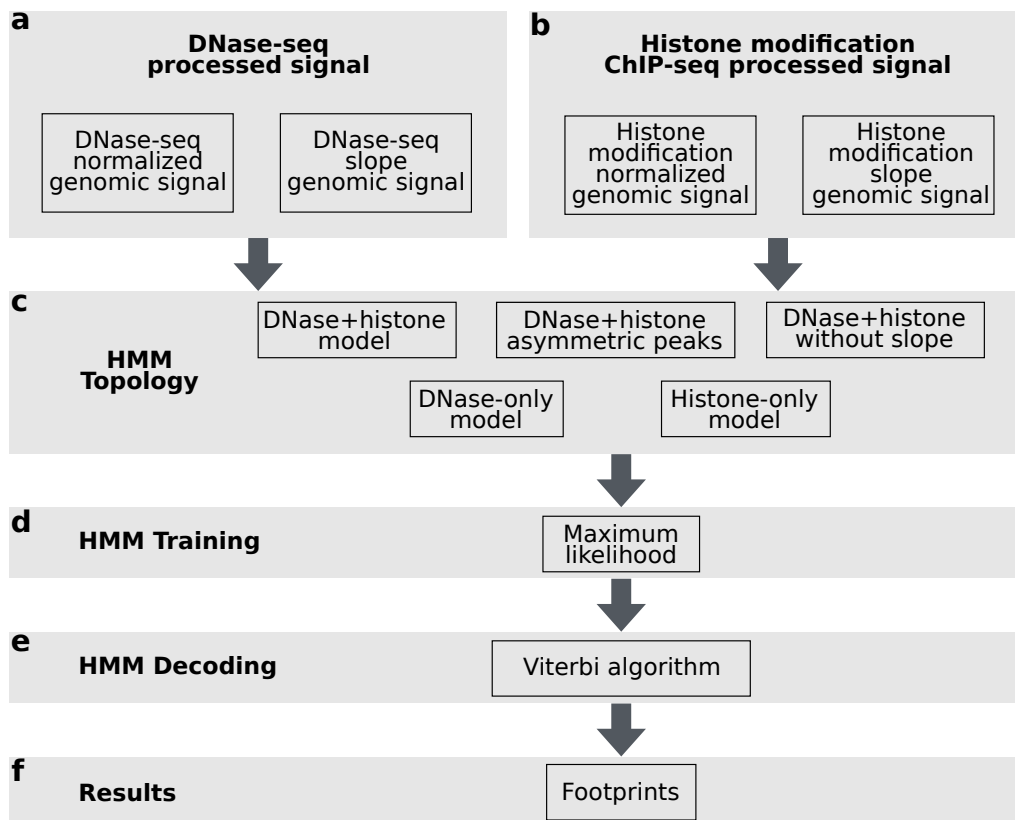 a
DNase-seq
processed signal
DNase-seq
normalized
genomic signal
DNase-seq
slope
genomic signal
b
Histone modification
ChIP-seq processed signal
Histone
modification
normalized
genomic signal
Histone
modification
slope
genomic signal
c
HMM
Topology
DNase+histone
model
DNase+histone
asymmetric peaks
DNase+histone
without slope
DNase-only
model
Histone-only
model
d
HMM Training
Maximum
likelihood
e
HMM Decoding
Viterbi algorithm
f
Results
Footprints